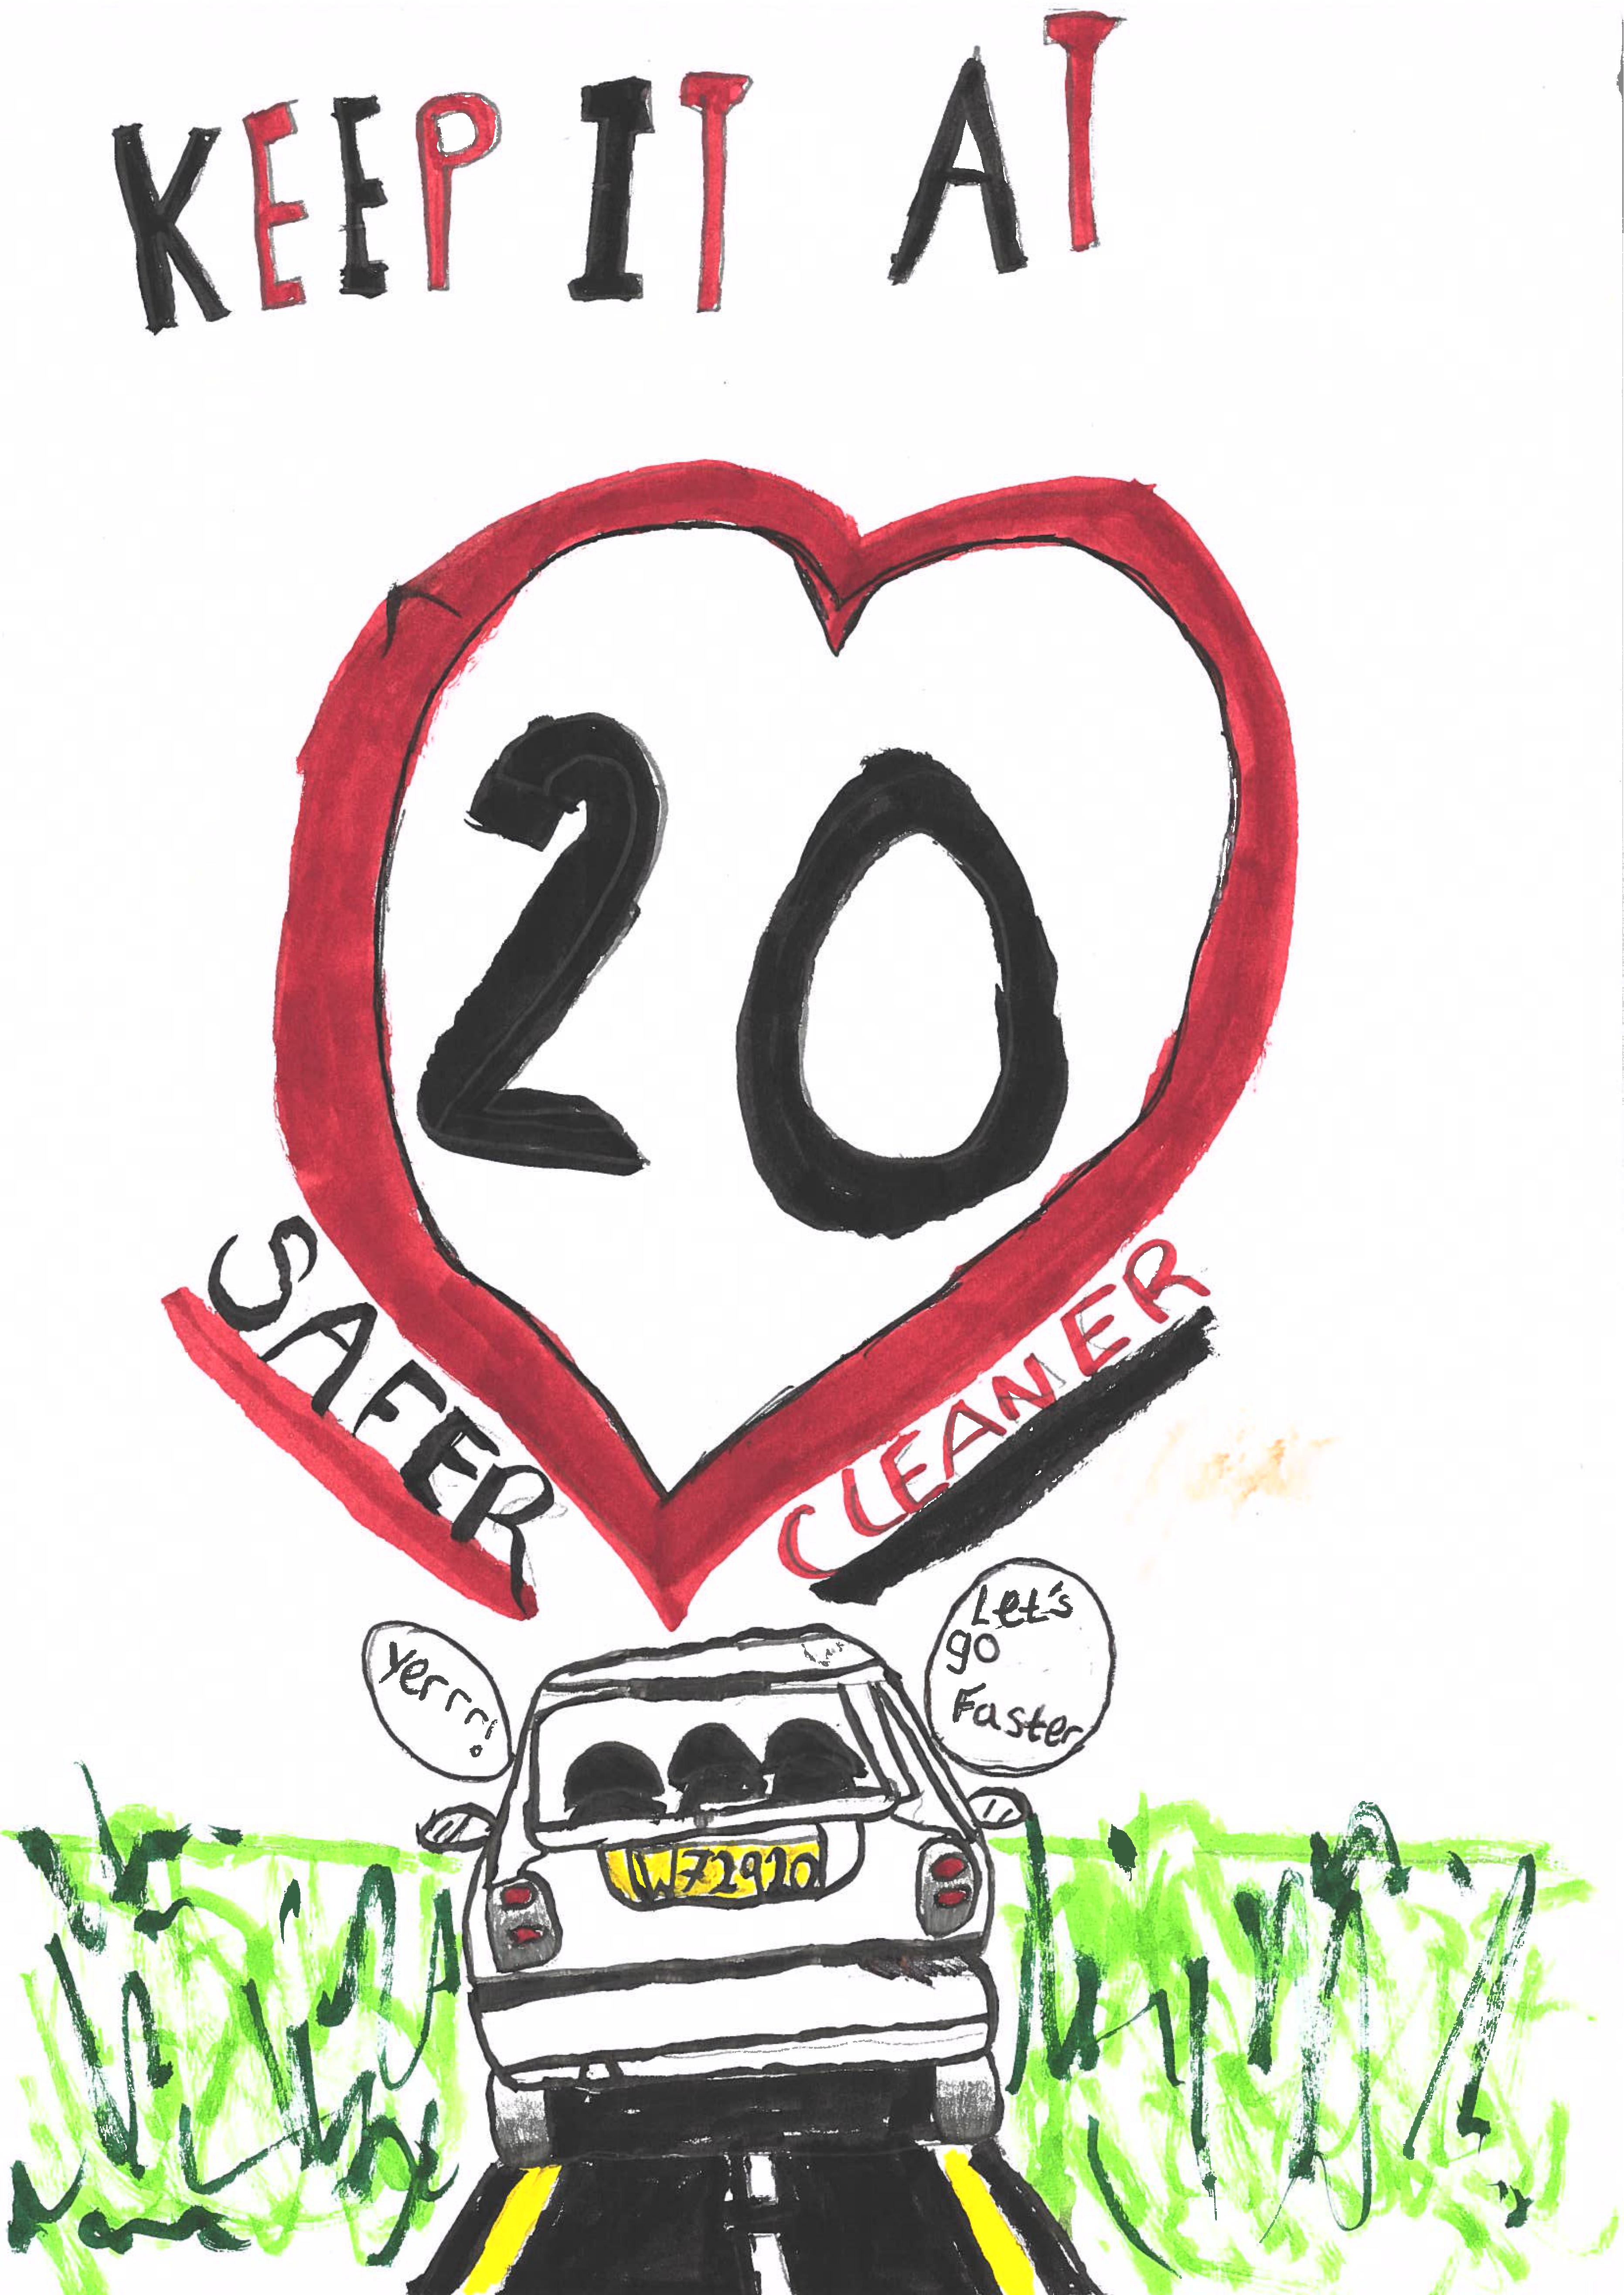 KEEP IT AT
20
SAFER
CLEANER
yerrr!
Let's
go
Faster
W72920